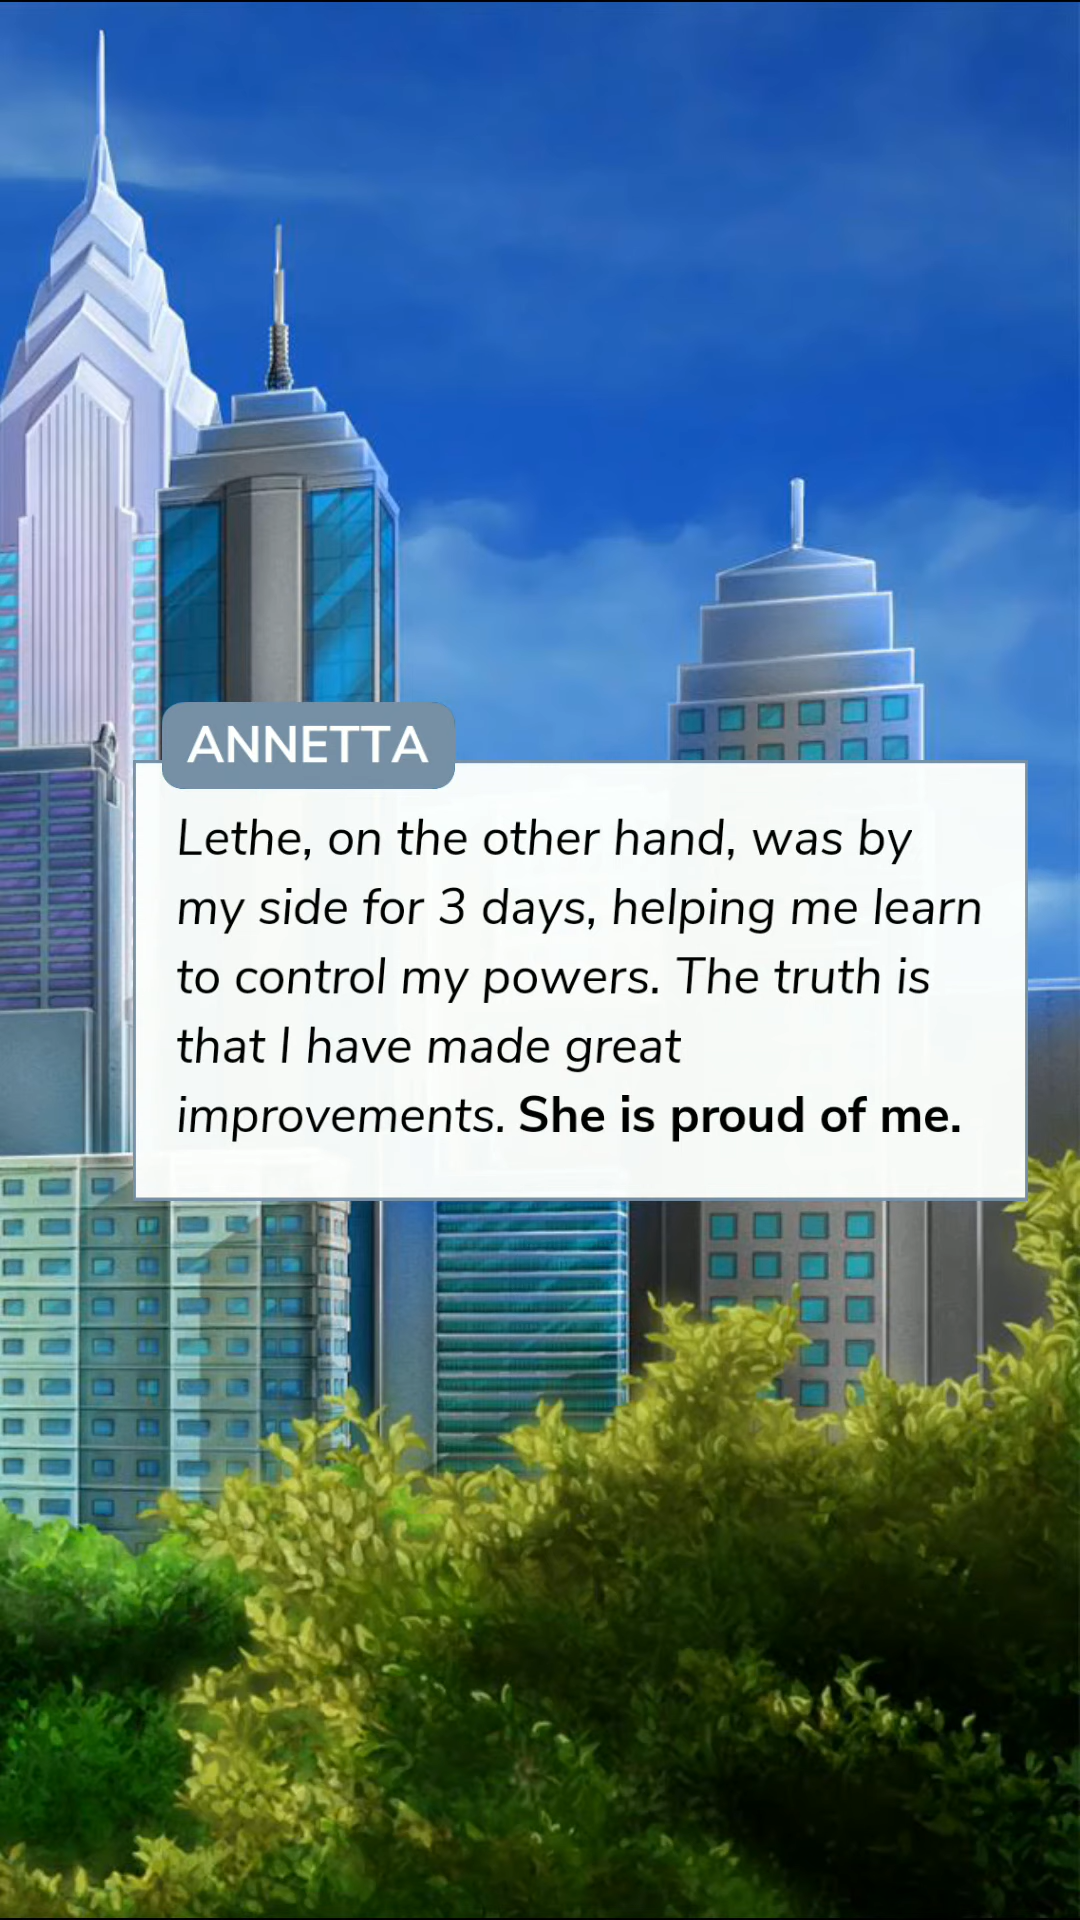 ANNETTA
Lethe, on the other hand, was by
my side for 3 days, helping me learn
to control my powers. The truth is
that I have made great
improvements. She is proud of me.